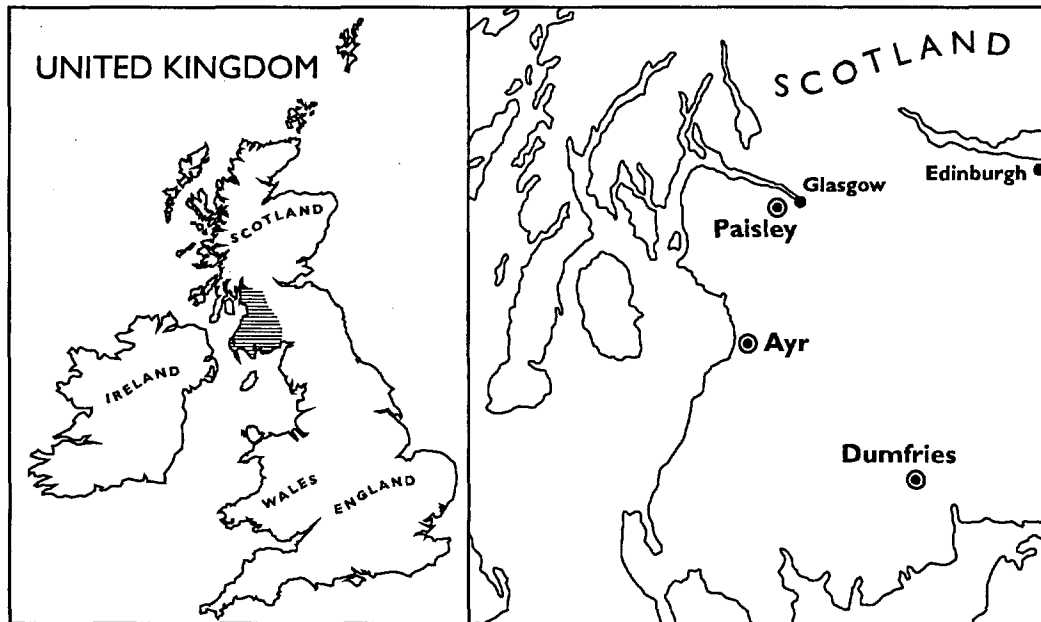 UNITED KINGDOM
SCOTLAND
IRELAND
WALES
ENGLAND
SCOTLAND
Edinburgh
Glasgow
Paisley
Ayr
Dumfries